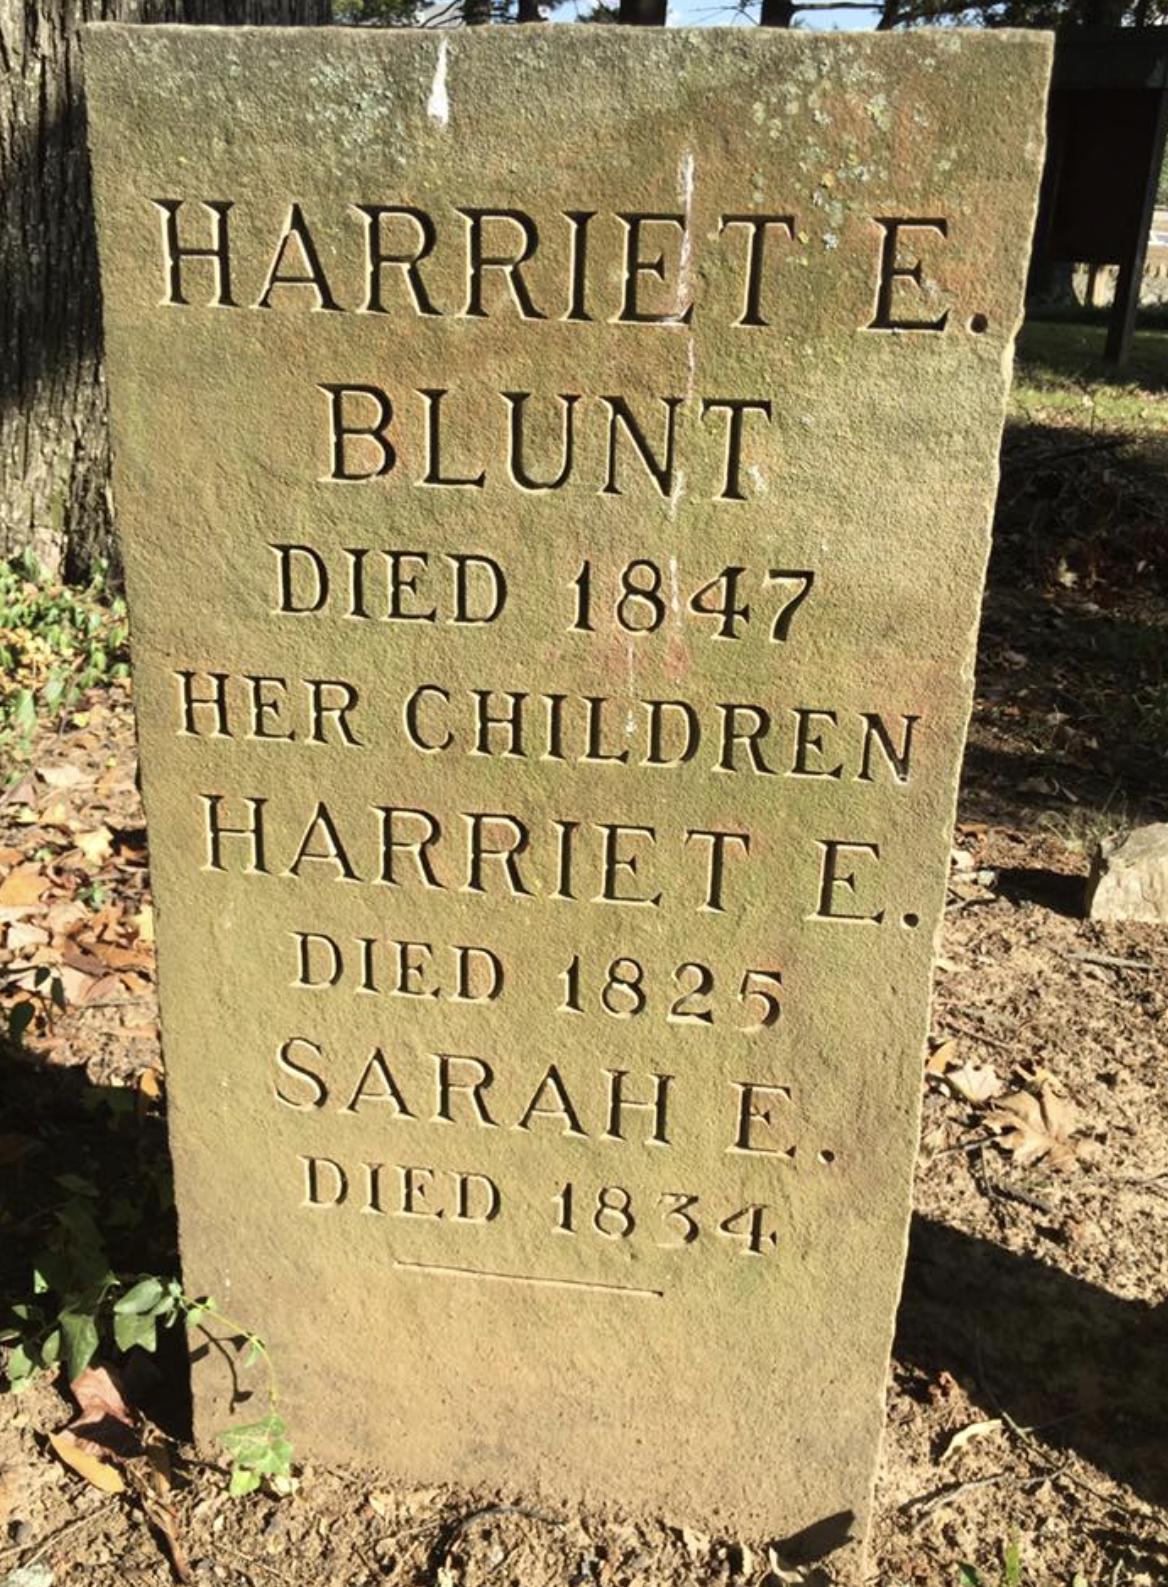 HARRIET E.
BLUNT
DIED 1847
HER CHILDREN
HARRIET E.
DIED 1825
SARAH E.
DIED 1834